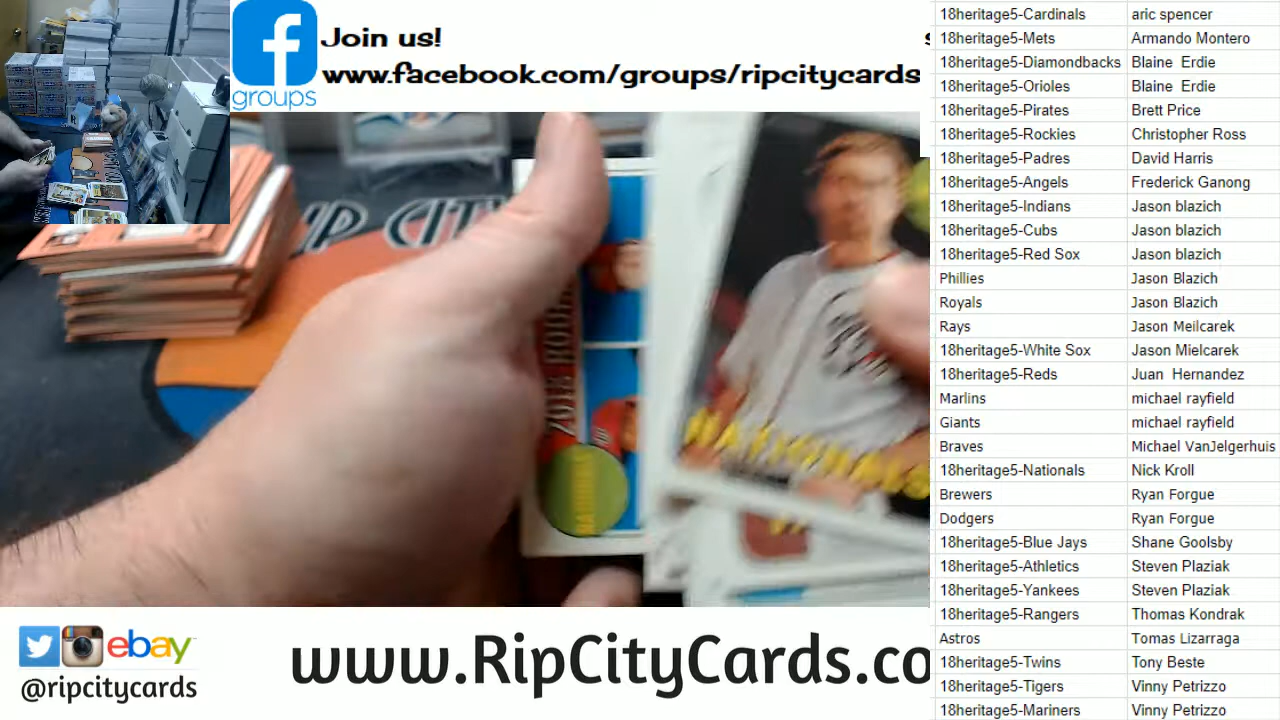 groups
Join us!
www.facebook.com/groups/ripcitycards
IP CITY
2018 ROOKIE
NATIONALS
ebay
@ripcitycards
www.RipCityCards.co
18heritage5-Cardinals aric spencer
18heritage5-Mets Armando Montero
18heritage5-Diamondbacks Blaine Erdie
18heritage5-Orioles Blaine Erdie
18heritage5-Pirates Brett Price
18heritage5-Rockies Christopher Ross
18heritage5-Padres David Harris
18heritage5-Angels Frederick Ganong
18heritage5-Indians Jason blazich
18heritage5-Cubs Jason blazich
18heritage5-Red Sox Jason blazich
Phillies Jason Blazich
Royals Jason Blazich
Rays Jason Meilcarek
18heritage5-White Sox Jason Mielcarek
18heritage5-Reds Juan Hernandez
Marlins michael rayfield
Giants michael rayfield
Braves Michael VanJelgerhuis
18heritage5-Nationals Nick Kroll
Brewers Ryan Forgue
Dodgers Ryan Forgue
18heritage5-Blue Jays Shane Goolsby
18heritage5-Athletics Steven Plaziak
18heritage5-Yankees Steven Plaziak
18heritage5-Rangers Thomas Kondrak
Astros Tomas Lizarraga
18heritage5-Twins Tony Beste
18heritage5-Tigers Vinny Petrizzo
18heritage5-Mariners Vinny Petrizzo